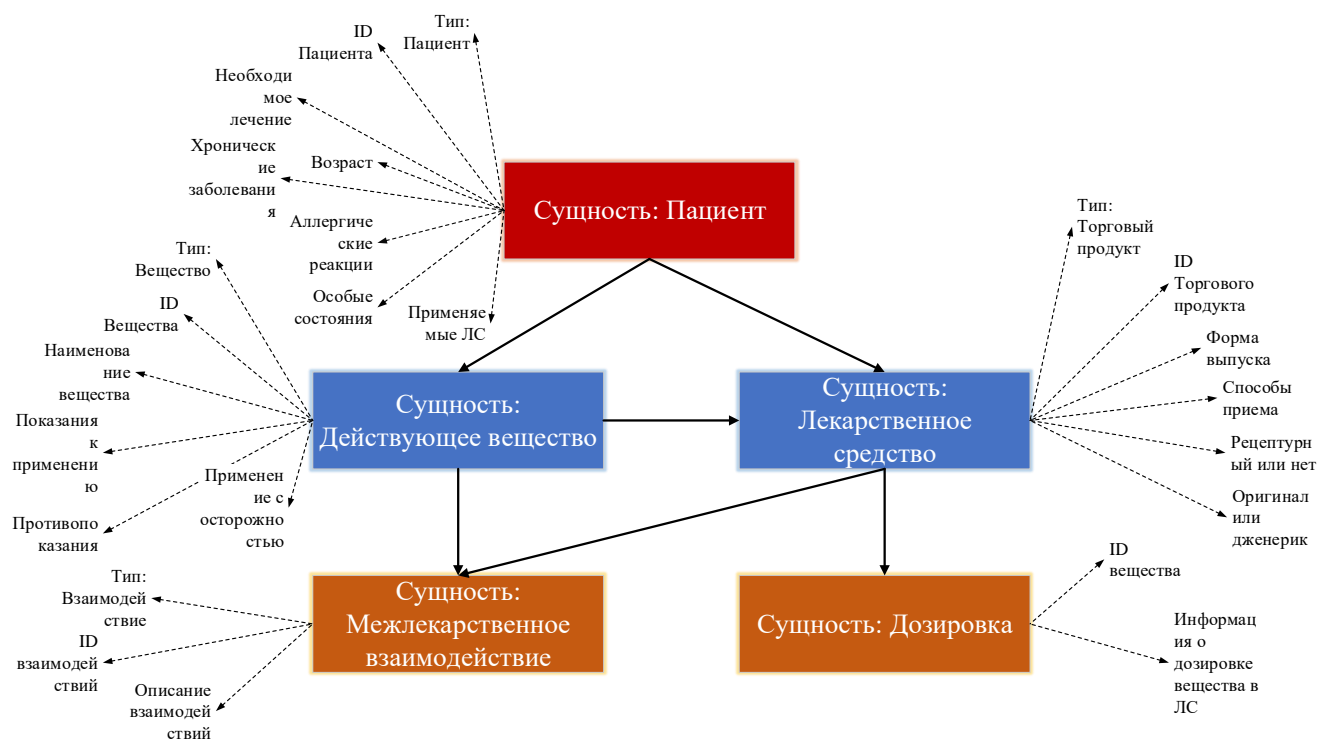 Тип:
Пациент
ID
Пациента
Необходи
мое
лечение
Хроническ
ие
заболевани
я
Возраст
Аллергиче
ские
реакции
Особые
состояния
Применяе
мые ЛС
Сущность: Пациент
Тип:
Торговый
продукт
ID
Торгового
продукта
Форма
выпуска
Способы
приема
Рецептурн
ый или нет
Оригинал
или
дженерик
Тип:
Вещество
ID
Вещества
Наименова
ние
вещества
Показания
к
применени
ю
Противопо
казания
Применен
ие с
осторожно
стью
Сущность:
Действующее вещество
Сущность:
Лекарственное
средство
Тип:
Взаимодей
ствие
ID
взаимодей
ствий
Описание
взаимодей
ствий
Сущность:
Межлекарственное
взаимодействие
Сущность: Дозировка
ID
вещества
Информац
ия о
дозировке
вещества в
ЛС